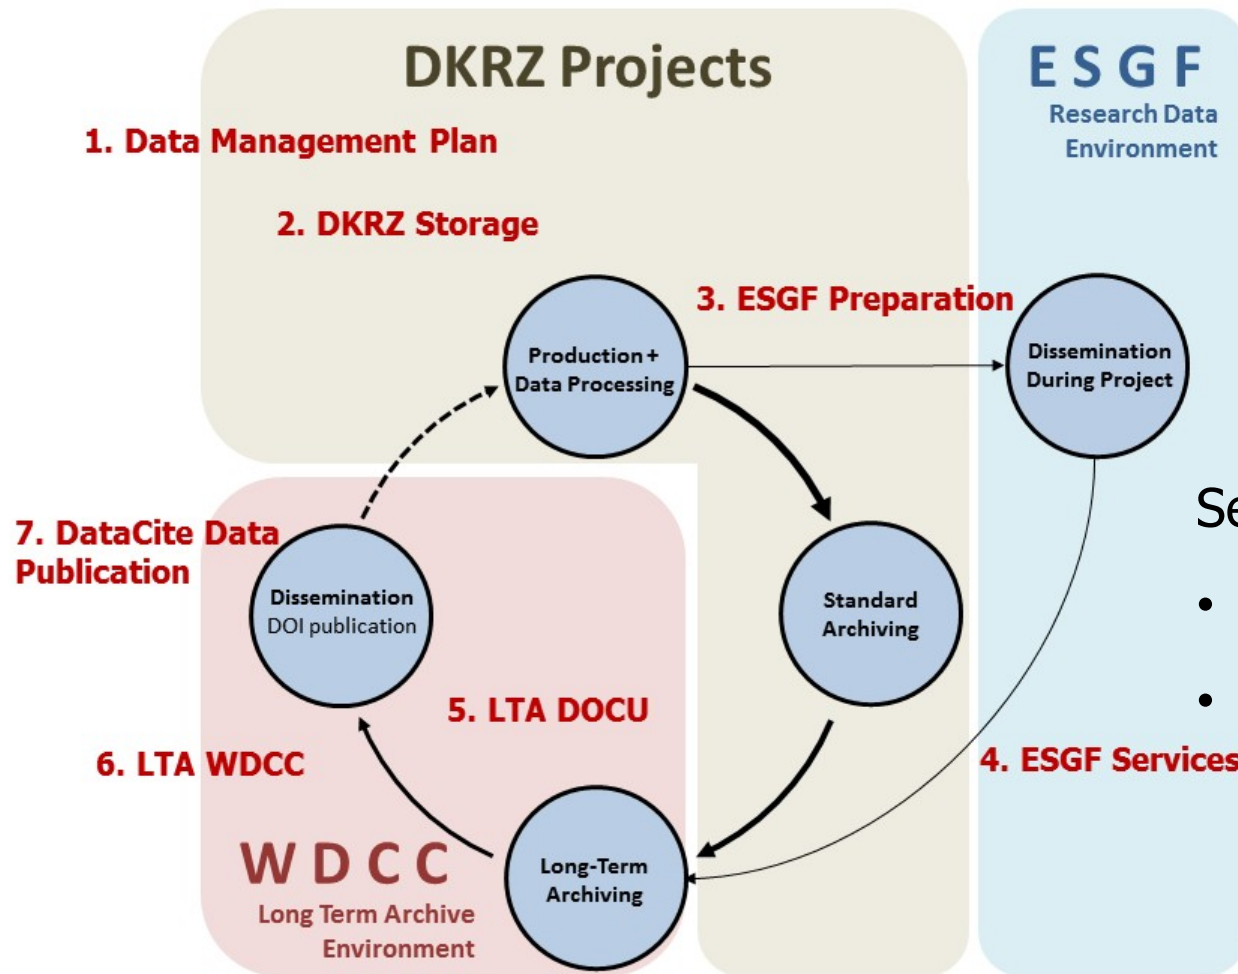 DKRZ Projects
E S G F
Research Data
Environment
1. Data Management Plan
2. DKRZ Storage
3. ESGF Preparation
Production +
Data Processing
Dissemination
During Project
Se
•
•
7. DataCite Data
Publication
Dissemination
DOI publication
Standard
Archiving
5. LTA DOCU
6. LTA WDCC
4. ESGF Services
W D C C
Long Term Archive
Environment
Long-Term
Archiving